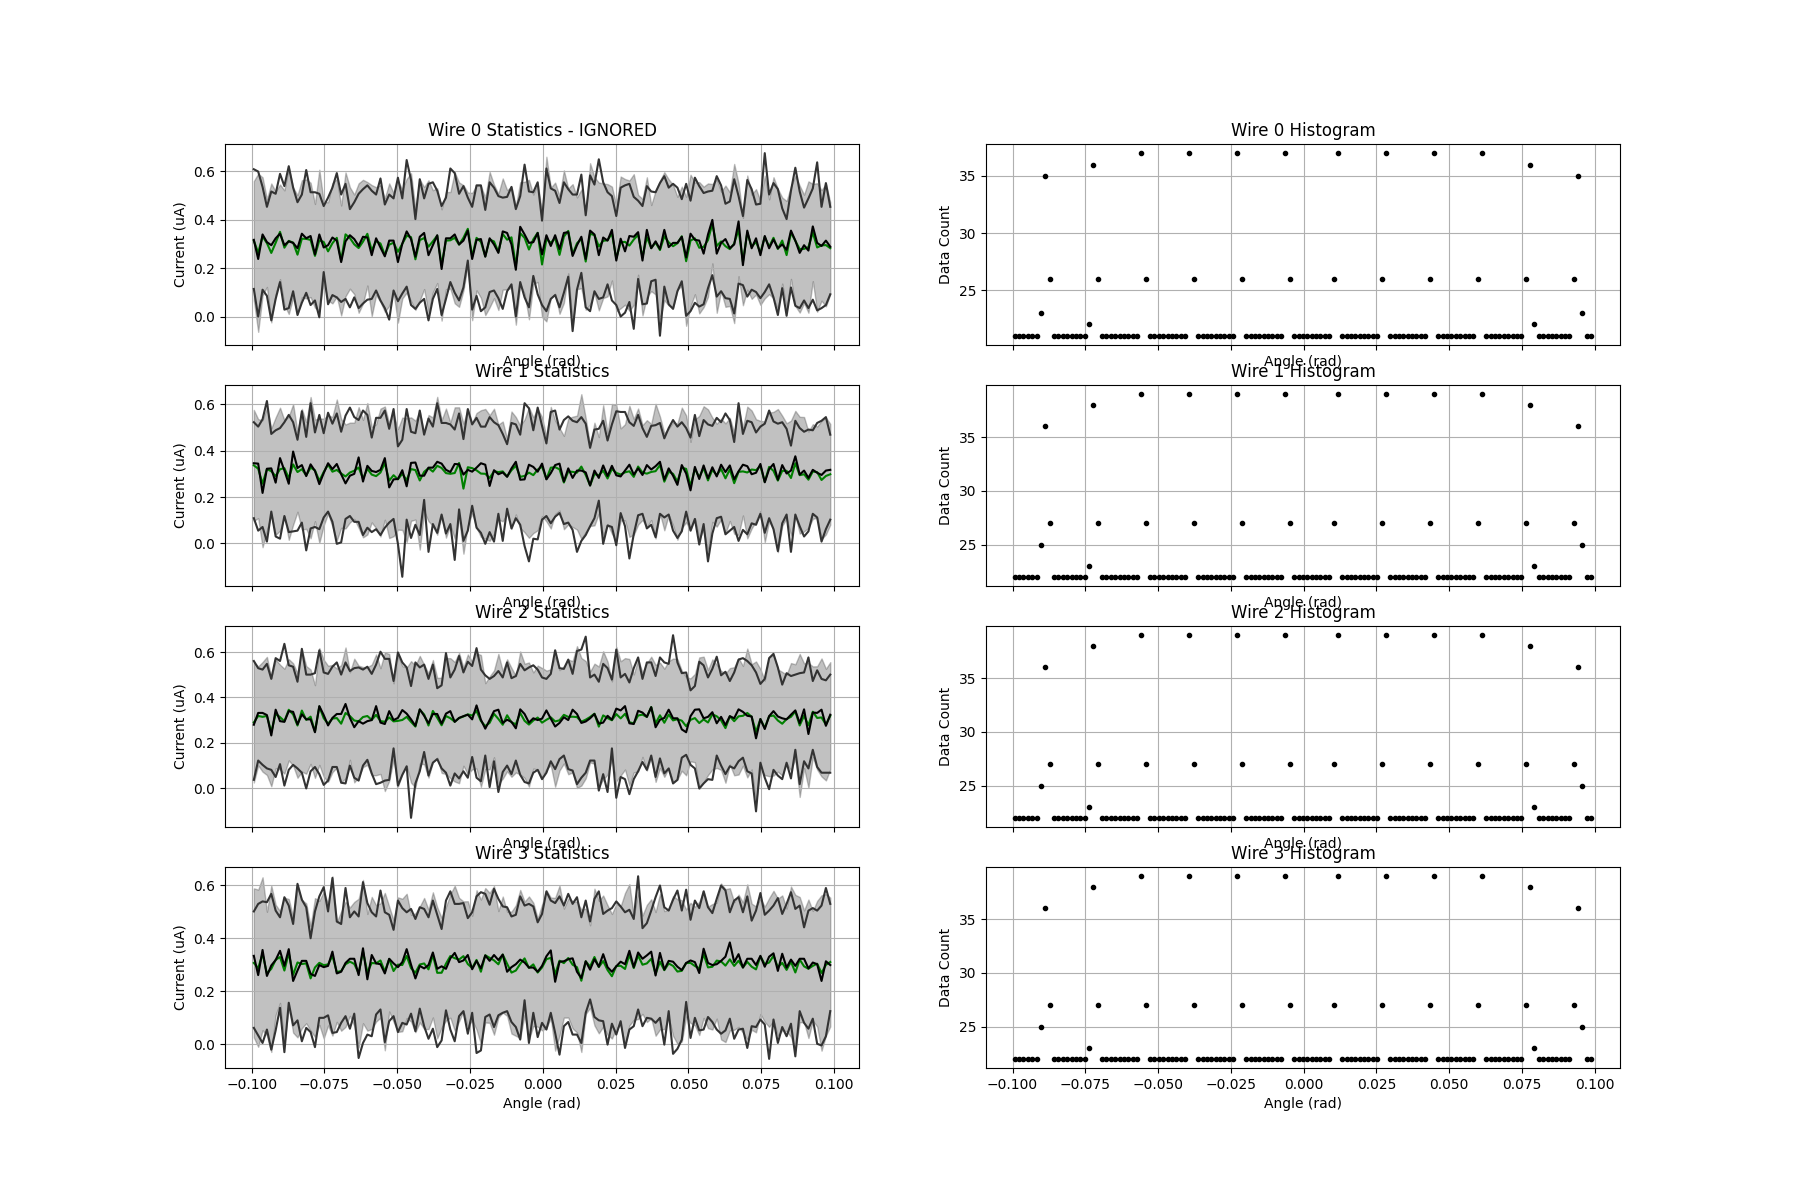 Wire 0 Statistics - IGNORED
Current (uA)
0.6
0.4
0.2
0.0
Angle (rad)
Wire 0 Histogram
Data Count
35
30
25
Angle (rad)
Wire 1 Statistics
Current (uA)
0.6
0.4
0.2
0.0
Angle (rad)
Wire 1 Histogram
Data Count
35
30
25
Angle (rad)
Wire 2 Statistics
Current (uA)
0.6
0.4
0.2
0.0
Angle (rad)
Wire 2 Histogram
Data Count
35
30
25
Angle (rad)
Wire 3 Statistics
Current (uA)
0.6
0.4
0.2
0.0
−0.100 −0.075 −0.050 −0.025 0.000 0.025 0.050 0.075 0.100
Angle (rad)
Wire 3 Histogram
Data Count
35
30
25
−0.100 −0.075 −0.050 −0.025 0.000 0.025 0.050 0.075 0.100
Angle (rad)